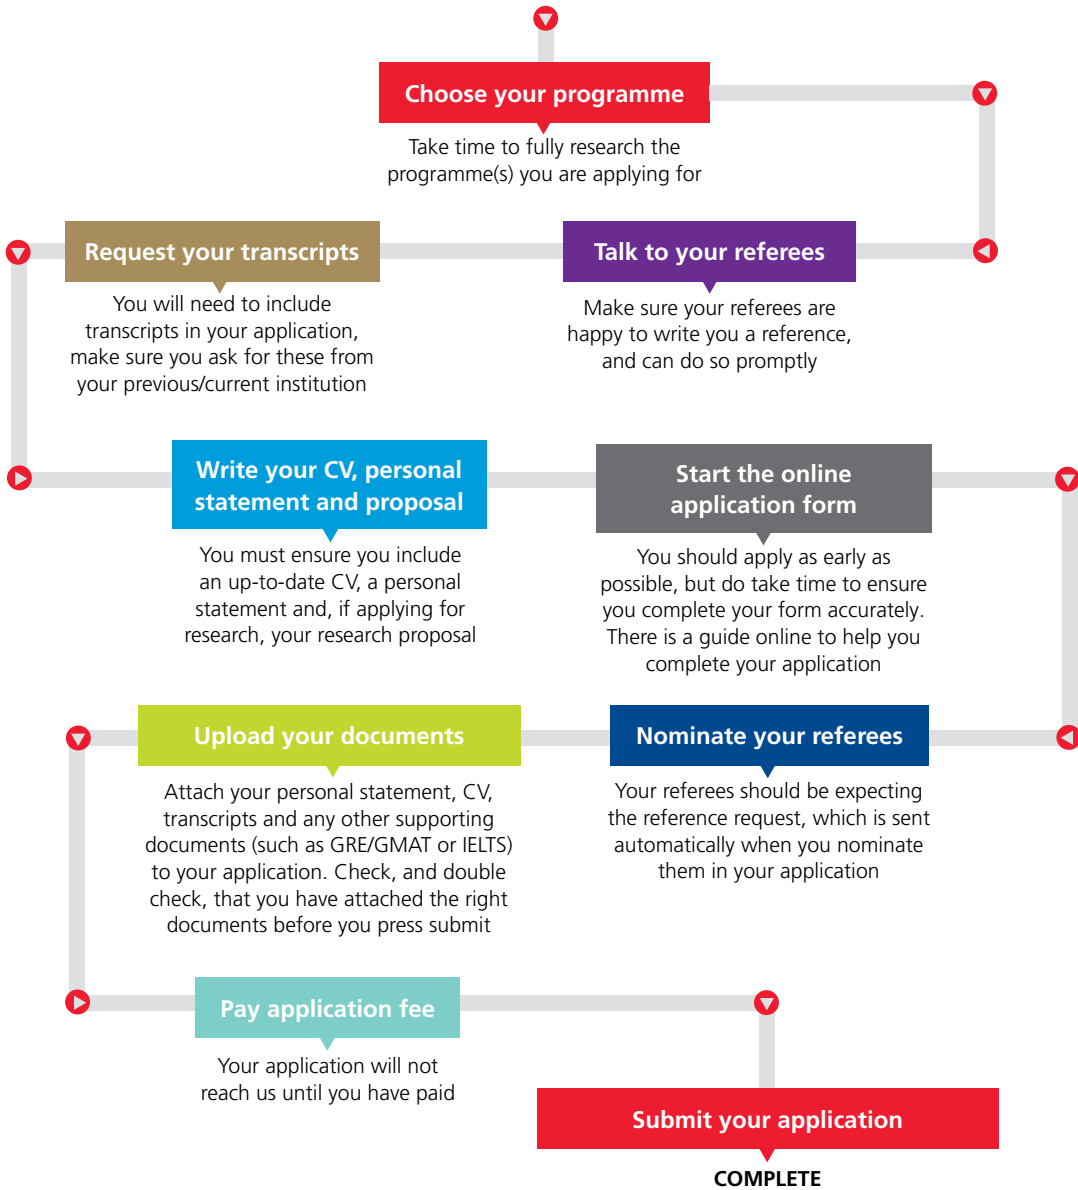 Choose your programme
Take time to fully research the
programme(s) you are applying for
Talk to your referees
Make sure your referees are
happy to write you a reference,
and can do so promptly
Request your transcripts
You will need to include
transcripts in your application,
make sure you ask for these from
your previous/current institution
Write your CV, personal
statement and proposal
You must ensure you include
an up-to-date CV, a personal
statement and, if applying for
research, your research proposal
Start the online
application form
You should apply as early as
possible, but do take time to ensure
you complete your form accurately.
There is a guide online to help you
complete your application
Nominate your referees
Your referees should be expecting
the reference request, which is sent
automatically when you nominate
them in your application
Upload your documents
Attach your personal statement, CV,
transcripts and any other supporting
documents (such as GRE/GMAT or IELTS)
to your application. Check, and double
check, that you have attached the right
documents before you press submit
Pay application fee
Your application will not
reach us until you have paid
Submit your application
COMPLETE